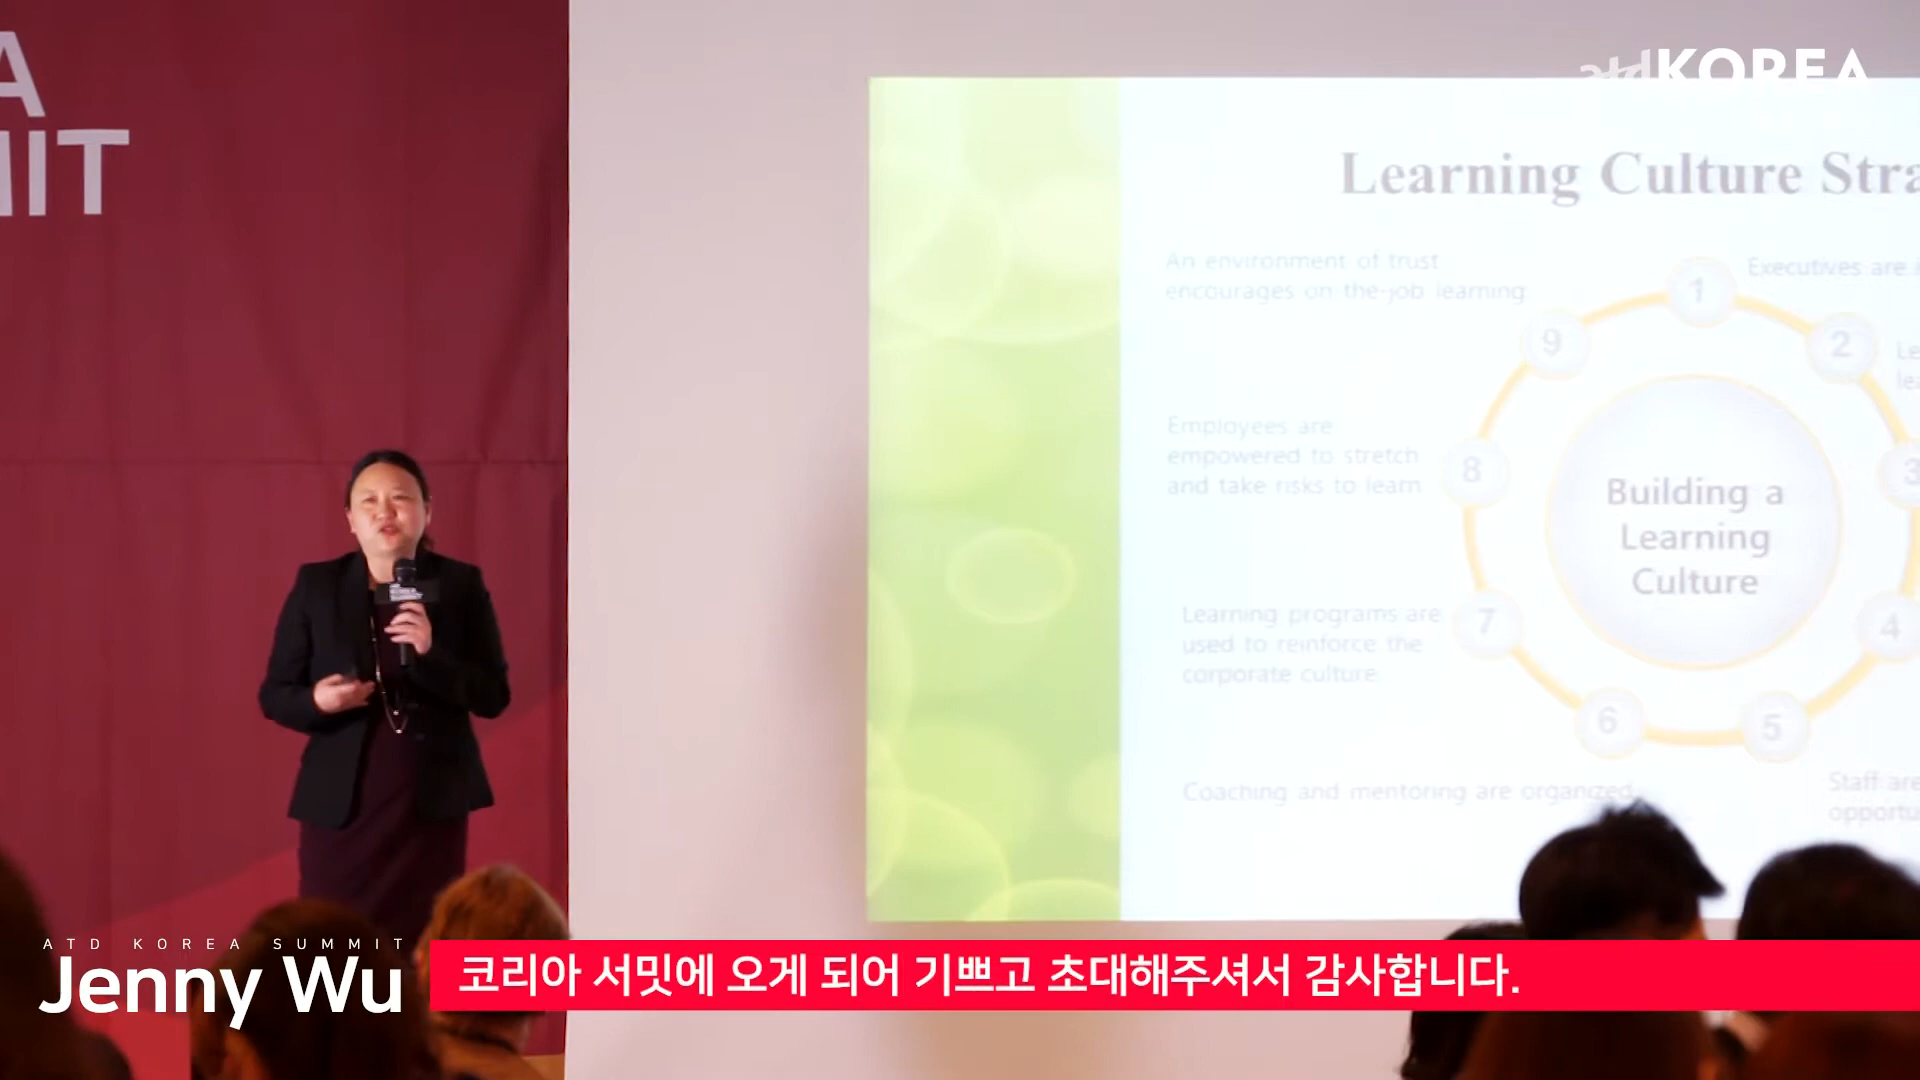 A
MIT
atd KOREA
Learning Culture
An environment of trust
encourages on-the-job learning
Executives are
1
2
3
4
5
6
7
8
9
Employees are
empowered to stretch
and take risks to learn
Building a
Learning
Culture
Learning programs are
used to reinforce the
corporate culture
Coaching and mentoring are organized
Staff are
ATD KOREA SUMMIT
Jenny Wu
코리아 서밋에 오게 되어 기쁘고 초대해주셔서 감사합니다.